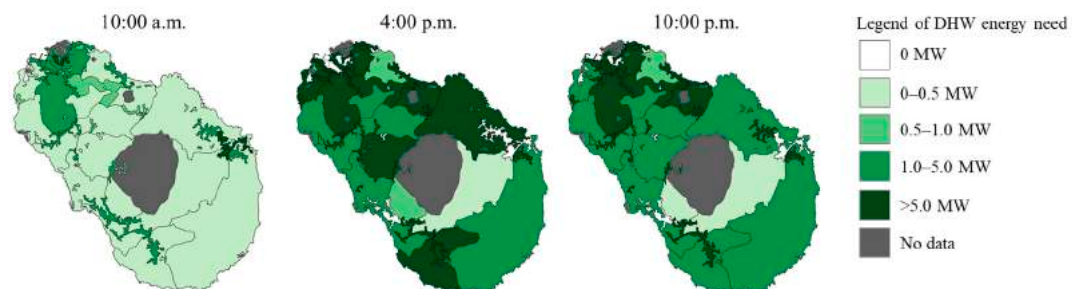 10:00 a.m.
4:00 p.m.
10:00 p.m.
Legend of DHW energy need
0 MW
0–0.5 MW
0.5–1.0 MW
1.0–5.0 MW
>5.0 MW
No data